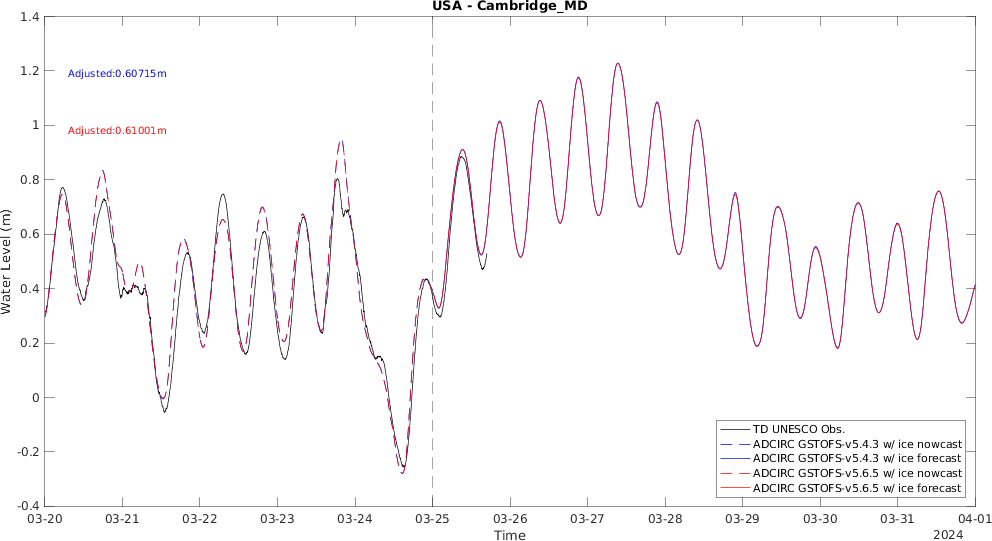 USA - Cambridge_MD
1.4
1.2
1
0.8
0.6
0.4
0.2
0
-0.2
-0.4
Water Level (m)
Adjusted:0.60715m
Adjusted:0.61001m
TD UNESCO Obs.
ADCIRC GSTOFS-v5.4.3 w/ ice nowcast
ADCIRC GSTOFS-v5.4.3 w/ ice forecast
ADCIRC GSTOFS-v5.6.5 w/ ice nowcast
ADCIRC GSTOFS-v5.6.5 w/ ice forecast
03-20 03-21 03-22 03-23 03-24 03-25 03-26 03-27 03-28 03-29 03-30 03-31 04-01
Time
2024